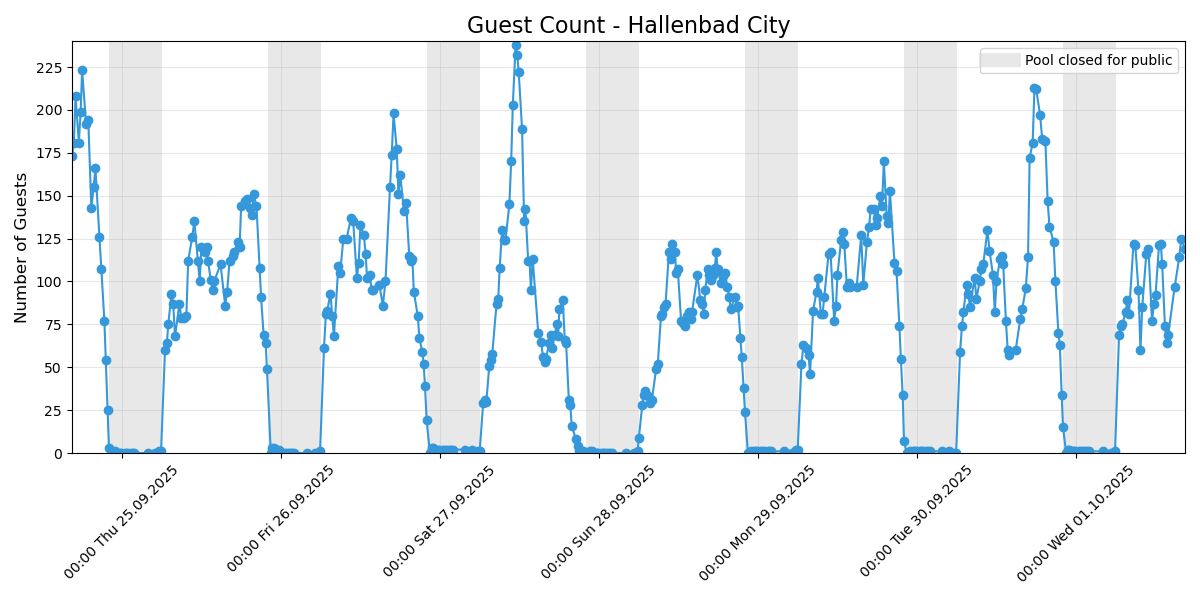 Guest Count - Hallenbad City
Pool closed for public
Number of Guests
225
200
175
150
125
100
75
50
25
0
00:00 Thu 25.09.2025
00:00 Fri 26.09.2025
00:00 Sat 27.09.2025
00:00 Sun 28.09.2025
00:00 Mon 29.09.2025
00:00 Tue 30.09.2025
00:00 Wed 01.10.2025